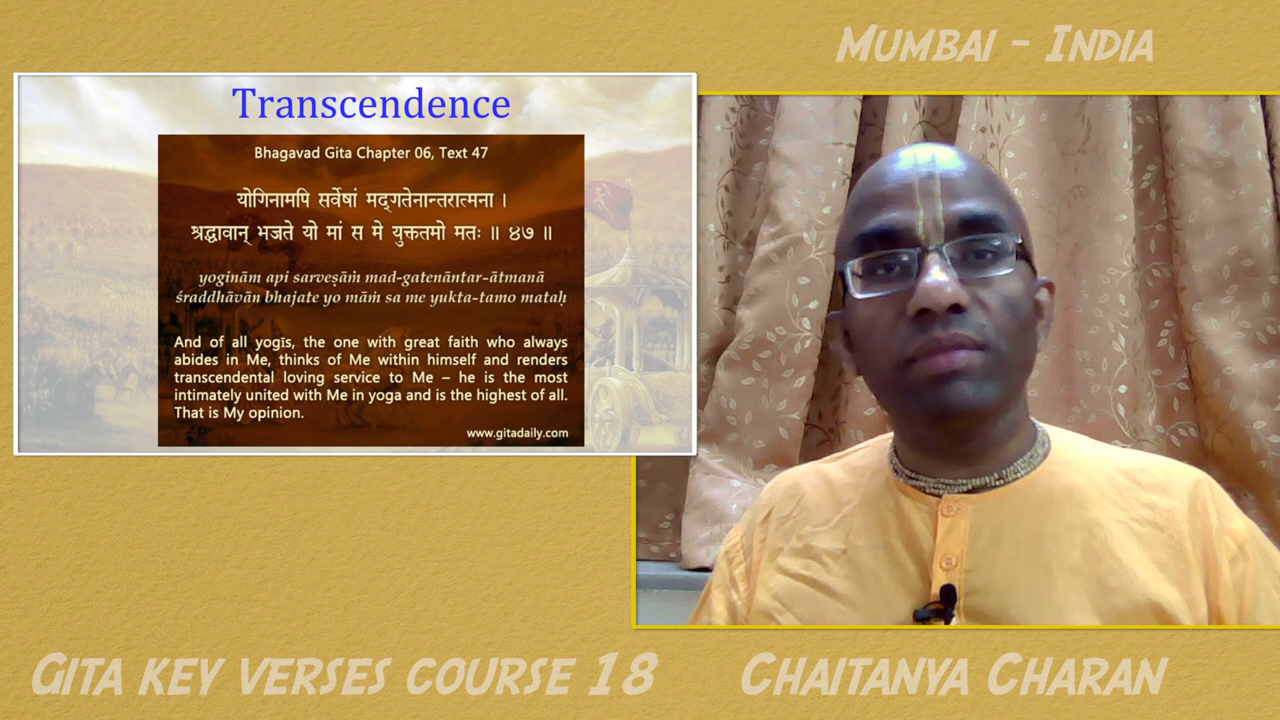 MUMBAI - INDIA
Transcendence
Bhagavad Gita Chapter 06, Text 47
योगिनामपि सर्वेषां मद्गतेनान्तरात्मना ।
श्रद्धावान् भजते यो मां स मे युक्ततमो मतः ॥ ४७ ॥
yoginām api sarveṣāṁ mad-gatenāntar-ātmanā
śraddhāvān bhajate yo māṁ sa me yukta-tamo mataḥ
And of all yogīs, the one with great faith who always
abides in Me, thinks of Me within himself and renders
transcendental loving service to Me – he is the most
intimately united with Me in yoga and is the highest of all.
That is My opinion.
www.gitadaily.com
GITA KEY VERSES COURSE 18
CHAITANYA CHARAN